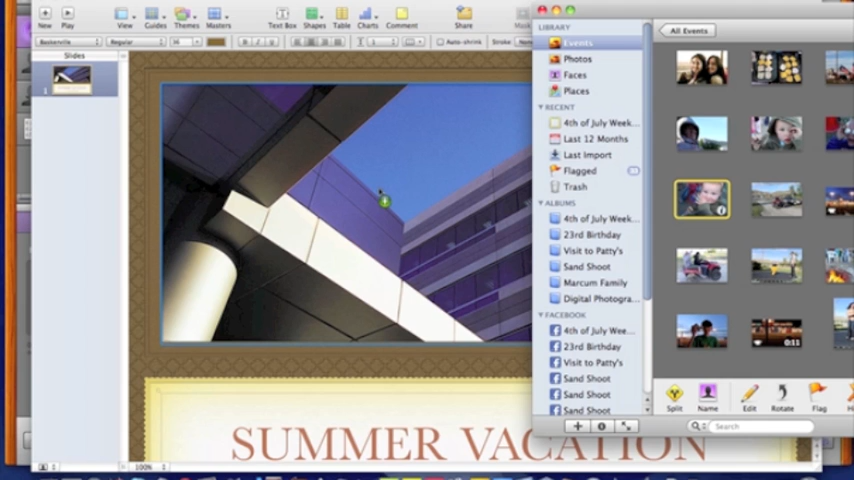 New Play View Guides Themes Masters Text Box Shapes Table Charts Comment Share Mask
Baskerville Regular B I U Auto-shrink Stroke:
Slides
1
SUMMER VACATION
100%
LIBRARY
Events
Photos
Faces
Places
RECENT
4th of July Week...
Last 12 Months
Last Import
Flagged
Trash
ALBUMS
4th of July Week...
23rd Birthday
Visit to Patty's
Sand Shoot
Marcum Family
Digital Photogra...
FACEBOOK
4th of July Wee...
23rd Birthday
Visit to Patty's
Sand Shoot
Sand Shoot
Sand Shoot
All Events
0:11
Split Name Edit Rotate Flag
Search